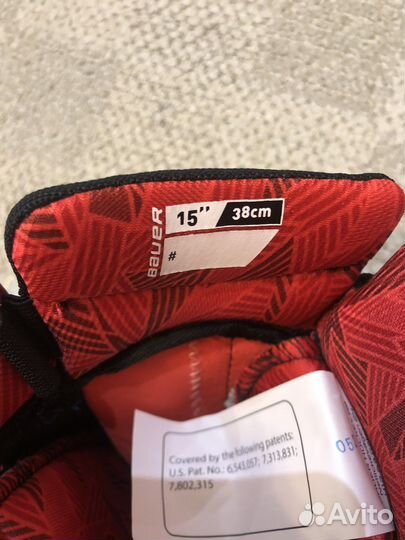 BAUER
15’’ 38cm
#
Covered by the following patents:
U.S. Pat. No.: 6,543,057; 7,313,831;
7,802,315
05
Avito